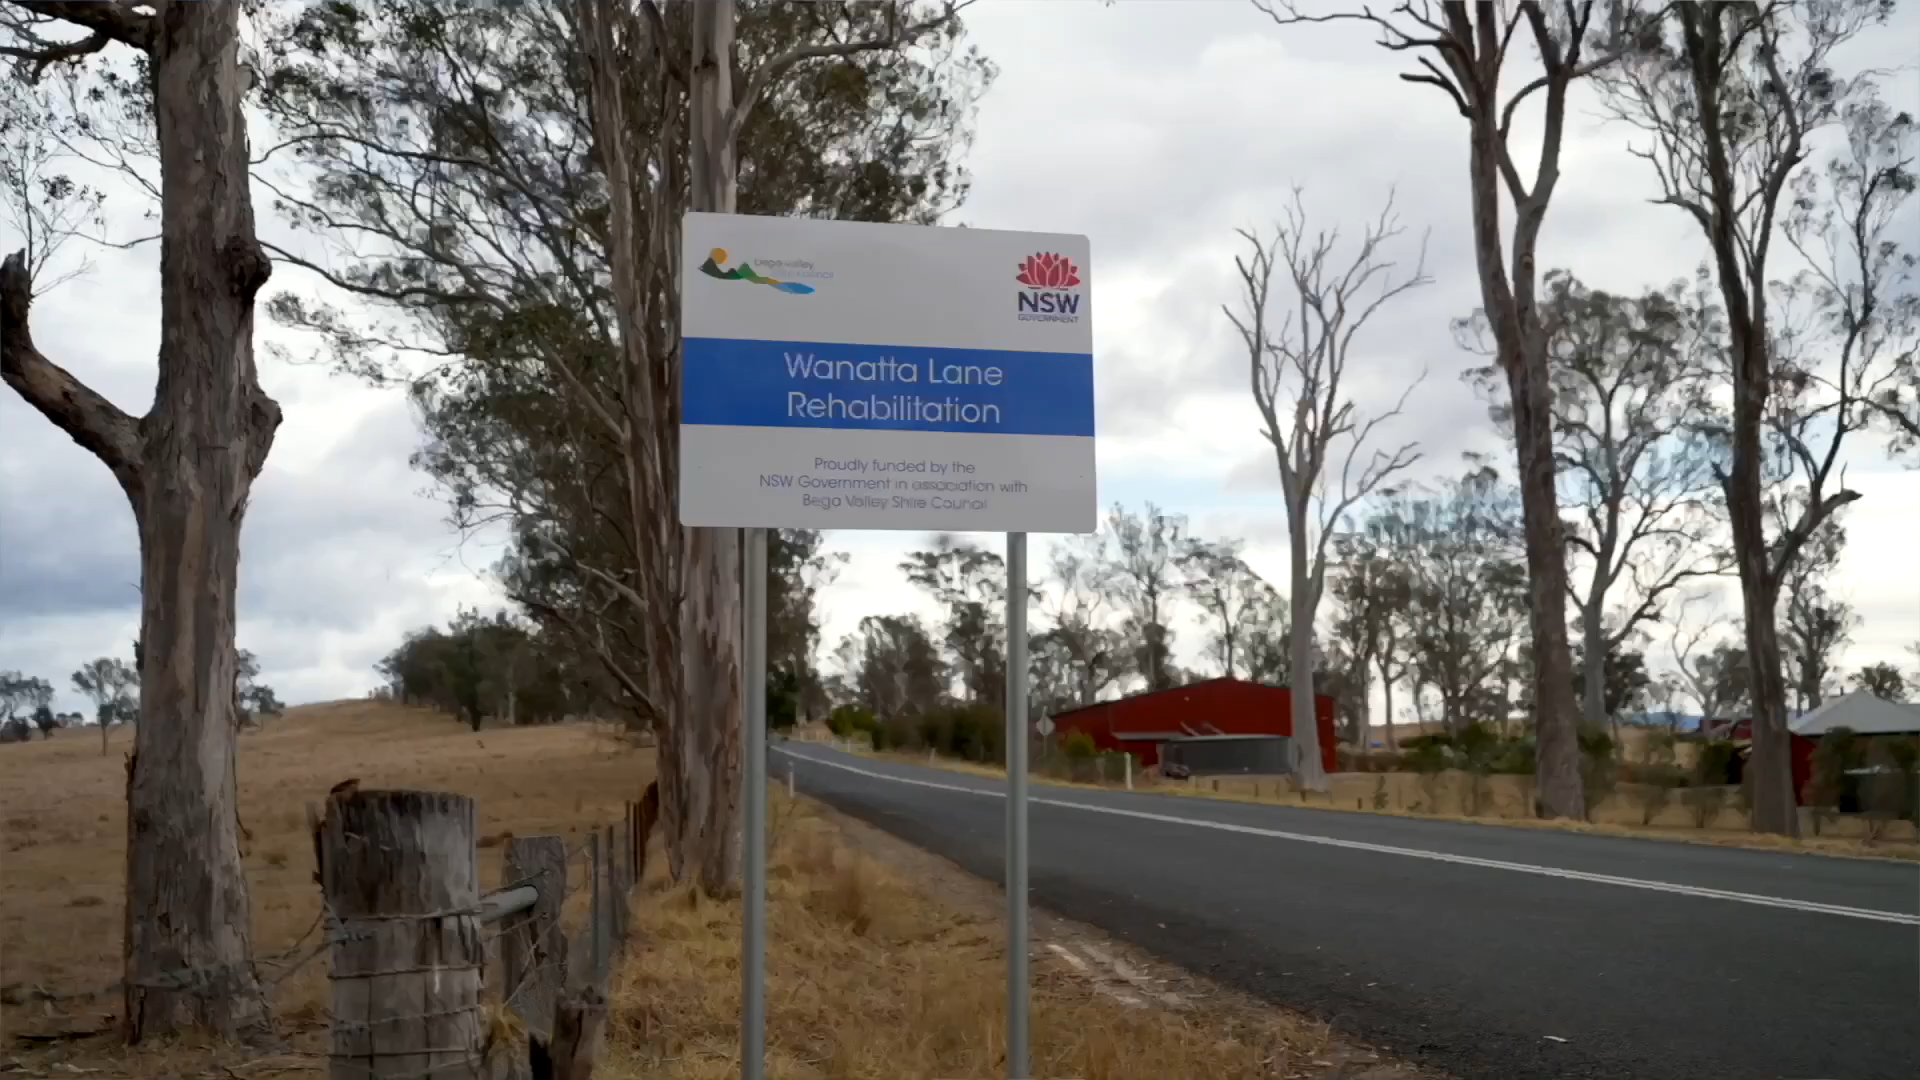 bega valley
NSW
GOVERNMENT
Wanatta Lane
Rehabilitation
Proudly funded by the
NSW Government in association with
Bega Valley Shire Council